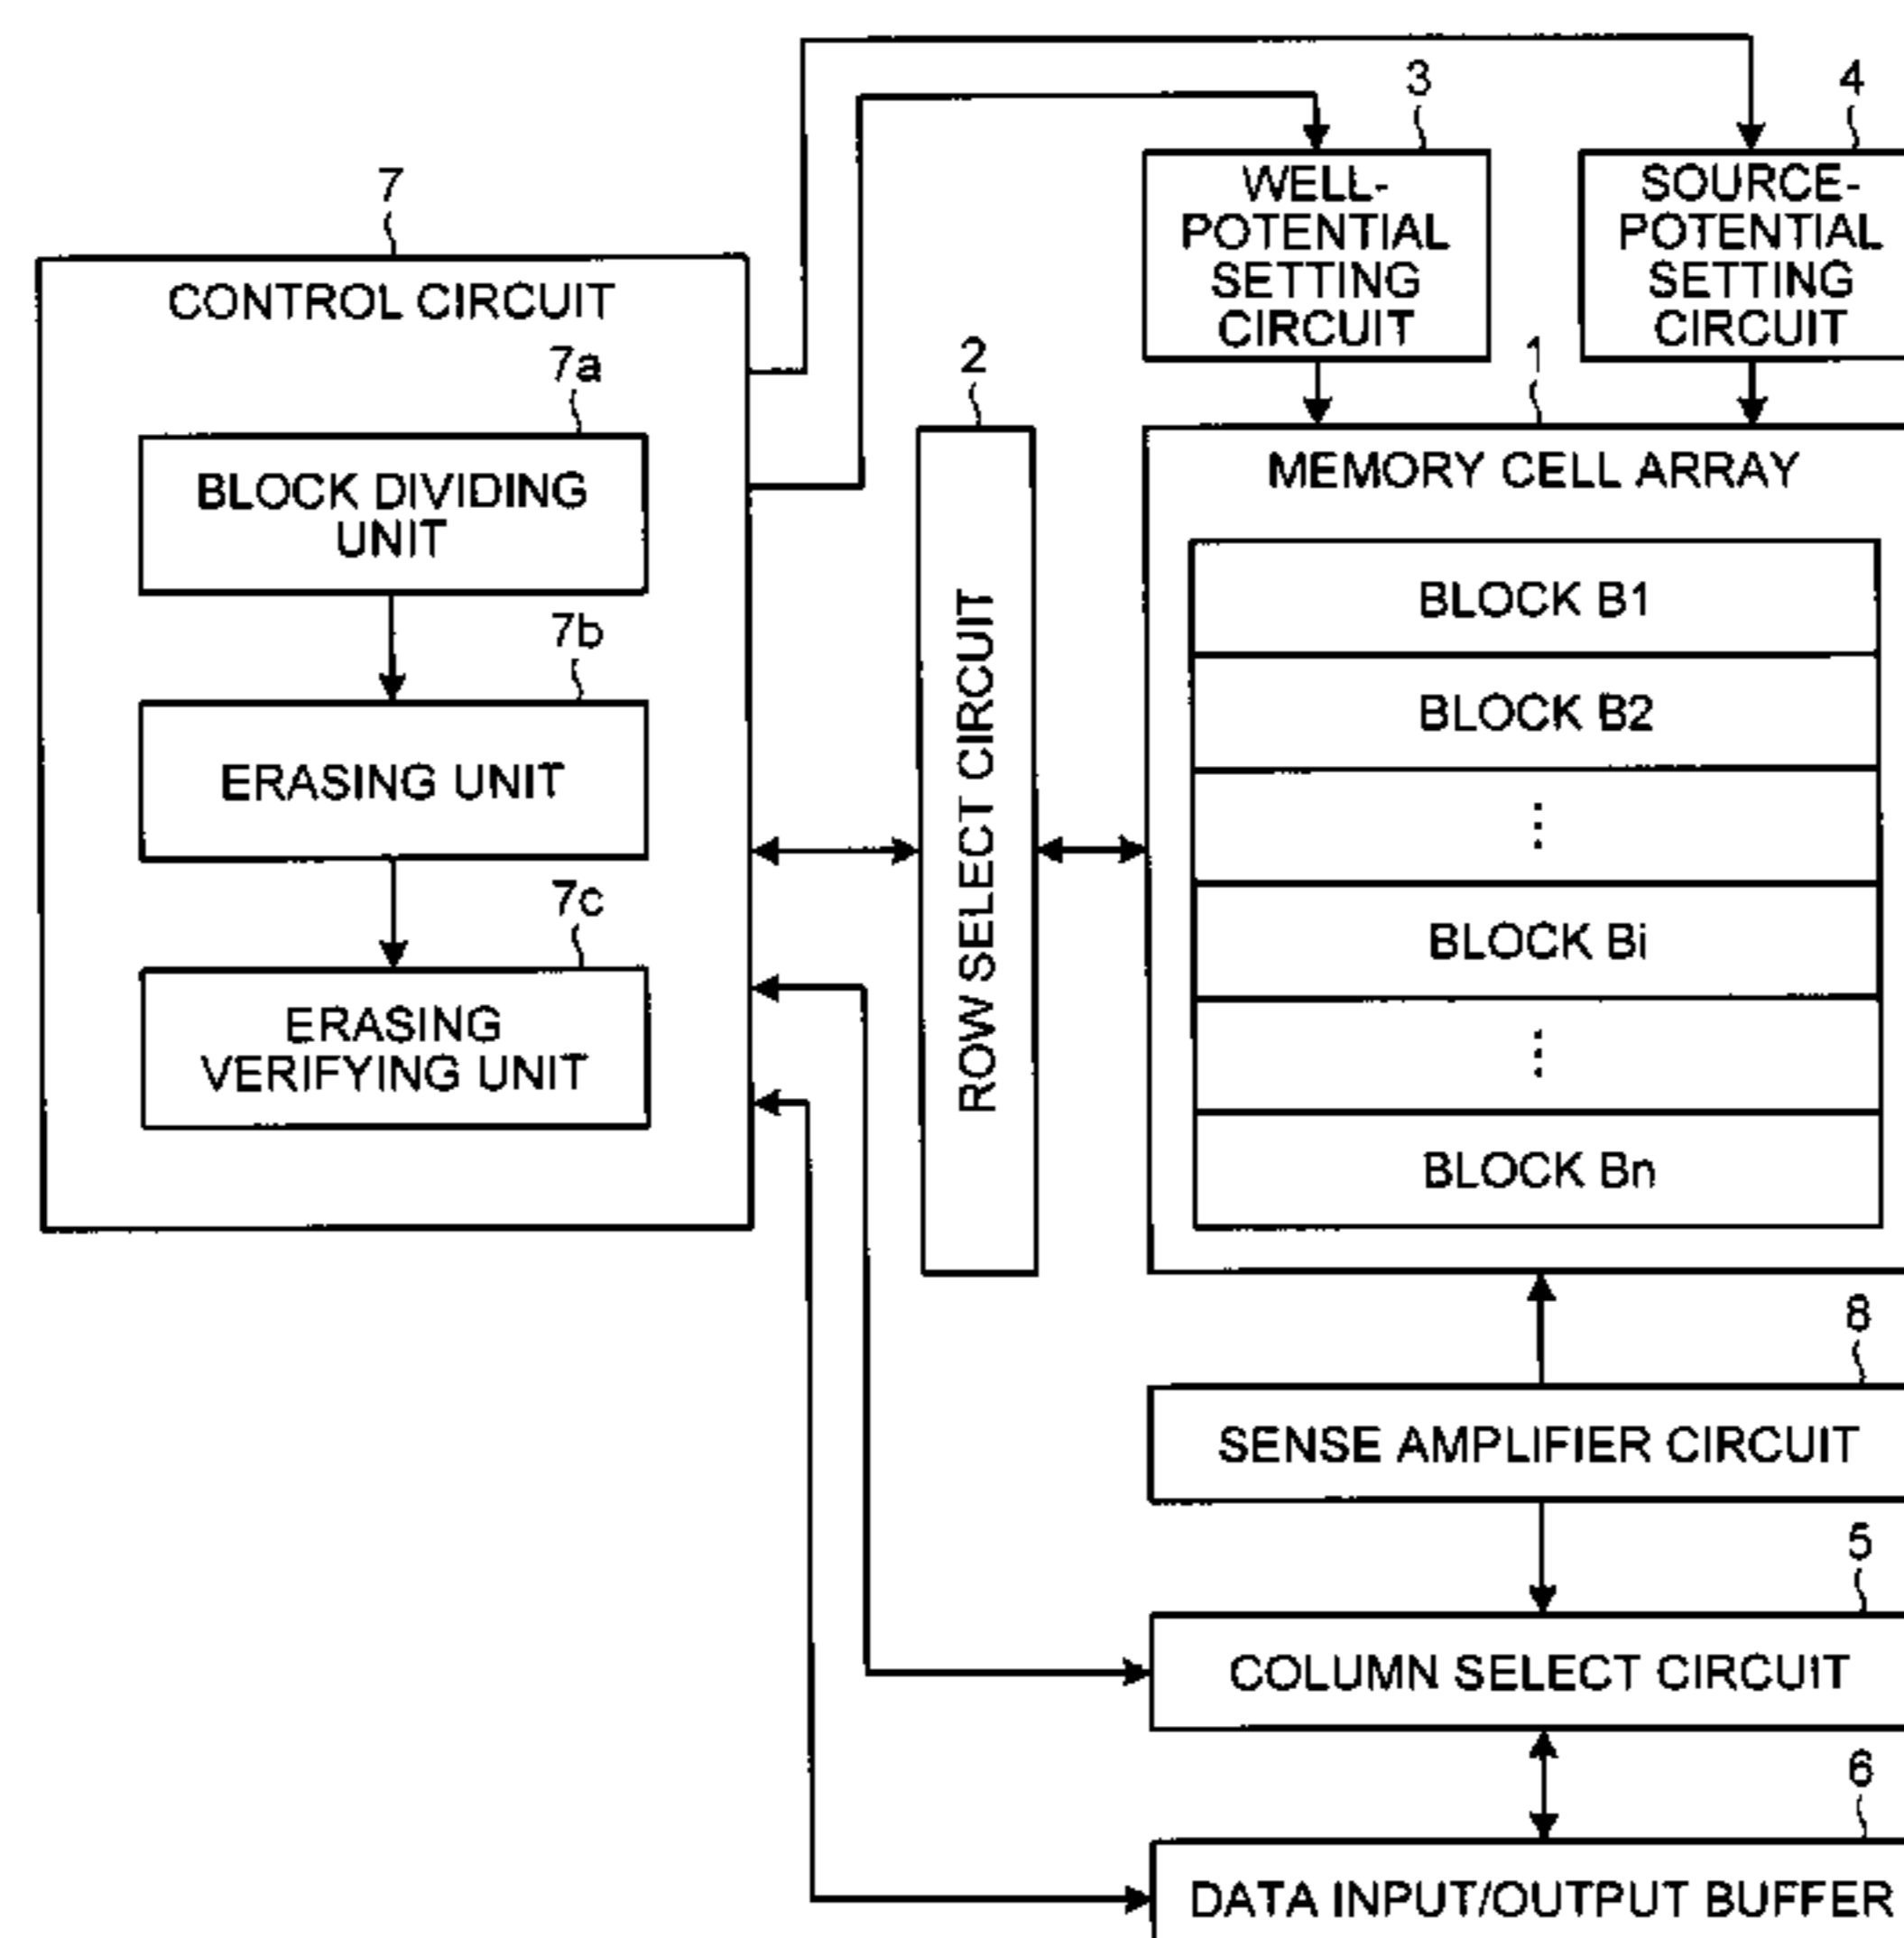 3
4
WELL-
POTENTIAL
SETTING
CIRCUIT
SOURCE-
POTENTIAL
SETTING
CIRCUIT
7
CONTROL CIRCUIT
7a
BLOCK DIVIDING
UNIT
7b
ERASING UNIT
7c
ERASING
VERIFYING UNIT
2
ROW SELECT CIRCUIT
1
MEMORY CELL ARRAY
BLOCK B1
BLOCK B2
⋮
BLOCK Bi
⋮
BLOCK Bn
8
SENSE AMPLIFIER CIRCUIT
5
COLUMN SELECT CIRCUIT
6
DATA INPUT/OUTPUT BUFFER